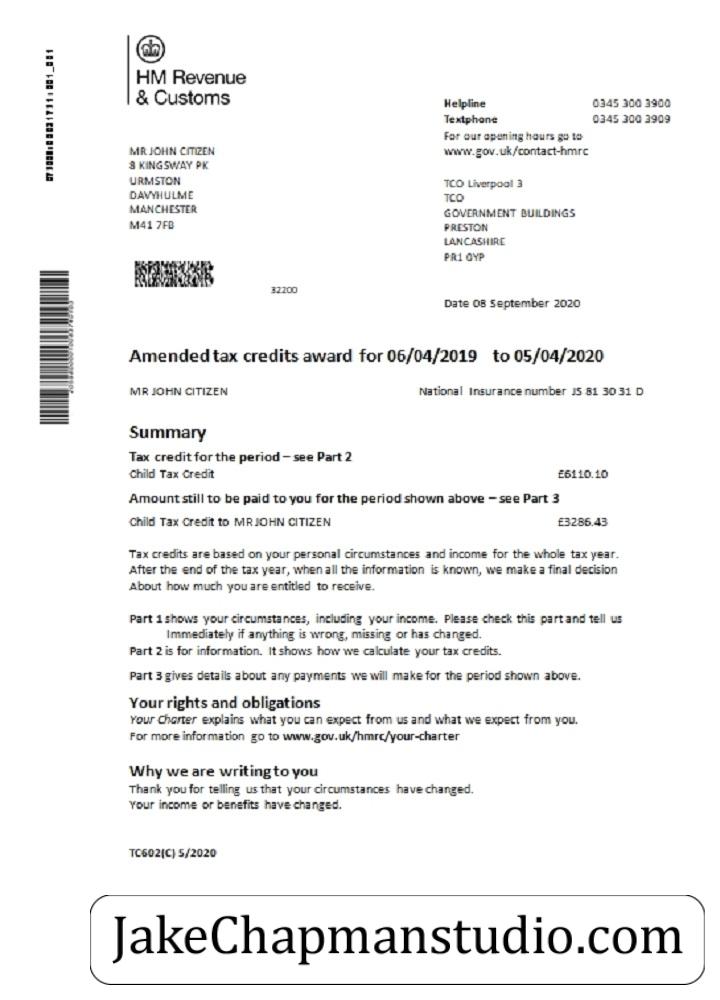 HM Revenue
& Customs
Helpline 0345 300 3900
Textphone 0345 300 3909
For our opening hours go to
www.gov.uk/contact-hmrc
MR JOHN CITIZEN
8 KINGSWAY PK
URMSTON
DAVYHULME
MANCHESTER
M41 7FB
TCO Liverpool 3
TCO
GOVERNMENT BUILDINGS
PRESTON
LANCASHIRE
PR1 0YP
32200
Date 08 September 2020
Amended tax credits award for 06/04/2019 to 05/04/2020
MR JOHN CITIZEN National Insurance number JS 81 30 31 D
Summary
Tax credit for the period – see Part 2
Child Tax Credit £6110.10
Amount still to be paid to you for the period shown above – see Part 3
Child Tax Credit to MR JOHN CITIZEN £3286.43
Tax credits are based on your personal circumstances and income for the whole tax year.
After the end of the tax year, when all the information is known, we make a final decision
About how much you are entitled to receive.
Part 1 shows your circumstances, including your income. Please check this part and tell us
Immediately if anything is wrong, missing or has changed.
Part 2 is for information. It shows how we calculate your tax credits.
Part 3 gives details about any payments we will make for the period shown above.
Your rights and obligations
Your Charter explains what you can expect from us and what we expect from you.
For more information go to www.gov.uk/hmrc/your-charter
Why we are writing to you
Thank you for telling us that your circumstances have changed.
Your income or benefits have changed.
TC602(C) 5/2020
JakeChapmanstudio.com